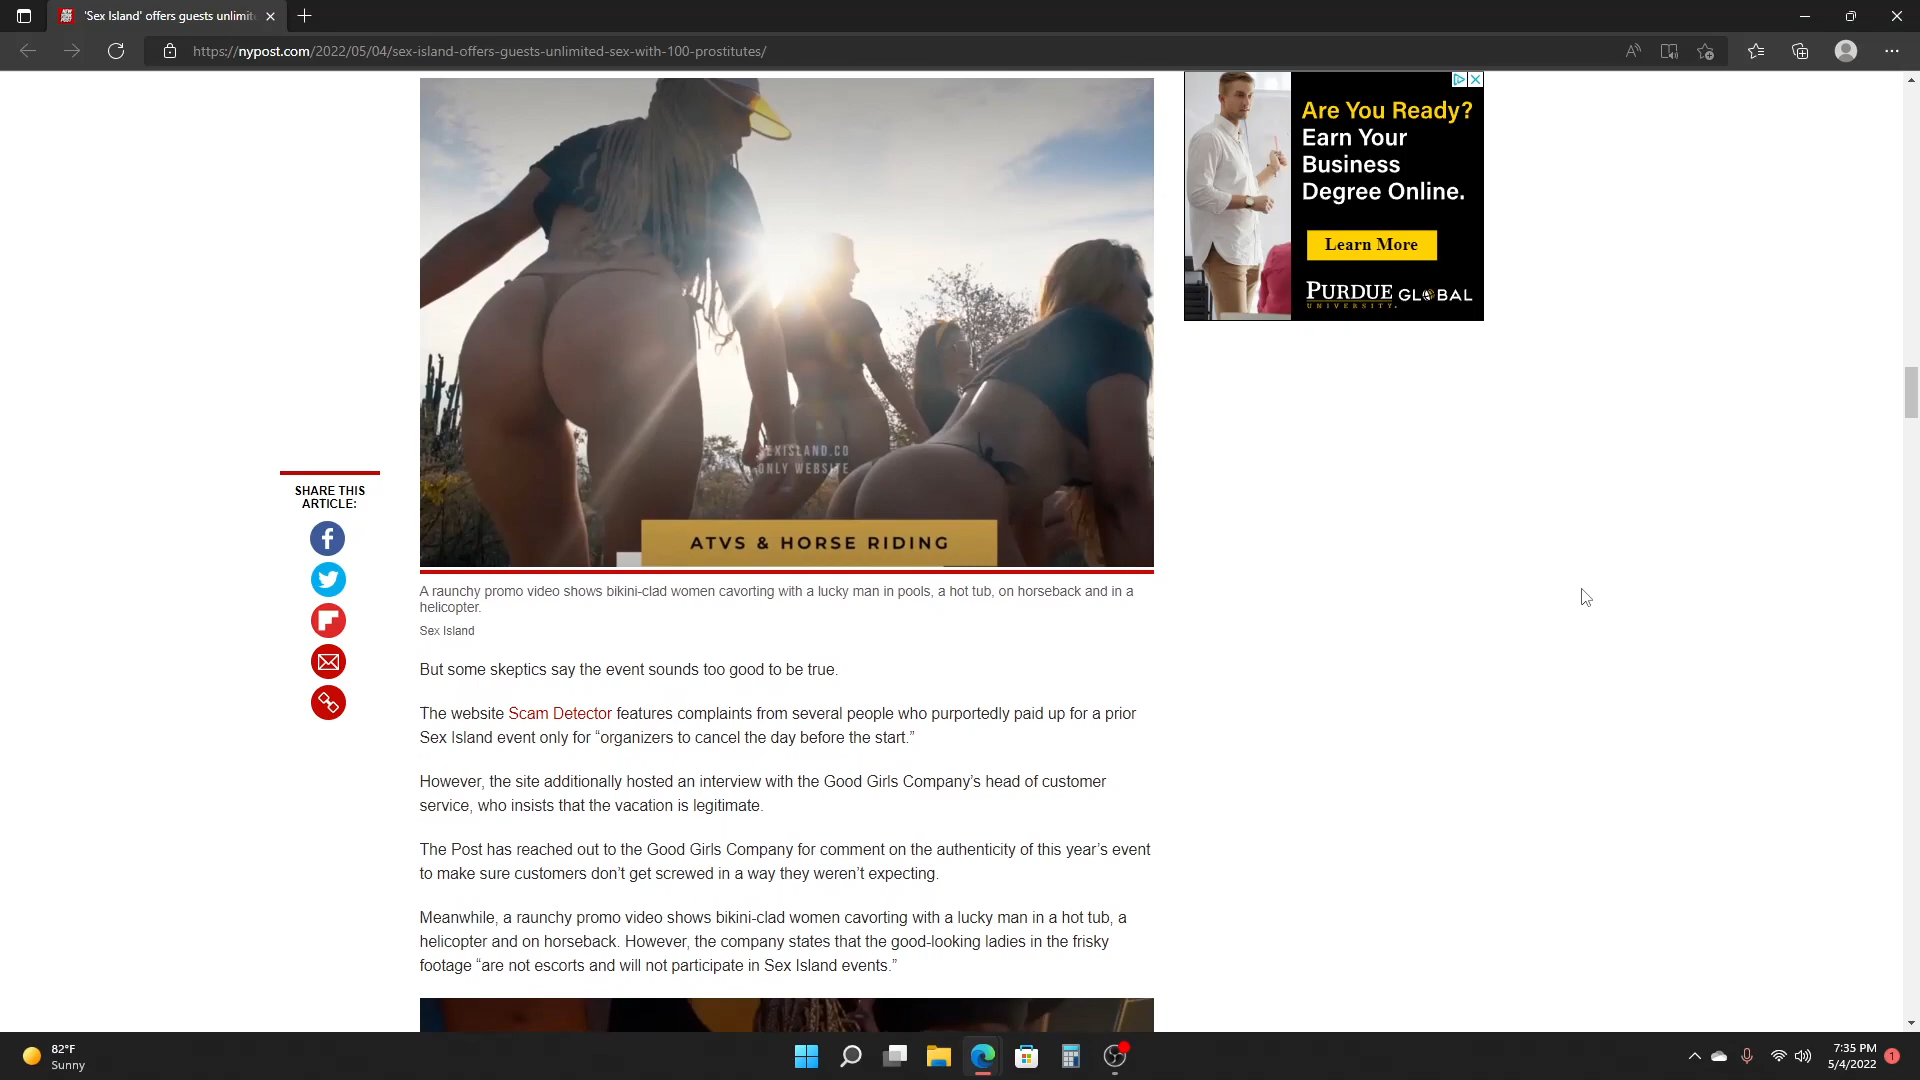 'Sex Island' offers guests unlimit
https://nypost.com/2022/05/04/sex-island-offers-guests-unlimited-sex-with-100-prostitutes/
Are You Ready?
Earn Your
Business
Degree Online.
Learn More
PURDUE GLOBAL
UNIVERSITY.
SEXISLAND.CO
ONLY WEBSITE
ATVS & HORSE RIDING
SHARE THIS
ARTICLE:
A raunchy promo video shows bikini-clad women cavorting with a lucky man in pools, a hot tub, on horseback and in a
helicopter.
Sex Island
But some skeptics say the event sounds too good to be true.
The website Scam Detector features complaints from several people who purportedly paid up for a prior
Sex Island event only for “organizers to cancel the day before the start.”
However, the site additionally hosted an interview with the Good Girls Company’s head of customer
service, who insists that the vacation is legitimate.
The Post has reached out to the Good Girls Company for comment on the authenticity of this year’s event
to make sure customers don’t get screwed in a way they weren’t expecting.
Meanwhile, a raunchy promo video shows bikini-clad women cavorting with a lucky man in a hot tub, a
helicopter and on horseback. However, the company states that the good-looking ladies in the frisky
footage “are not escorts and will not participate in Sex Island events.”
82°F
Sunny
7:35 PM
5/4/2022
1